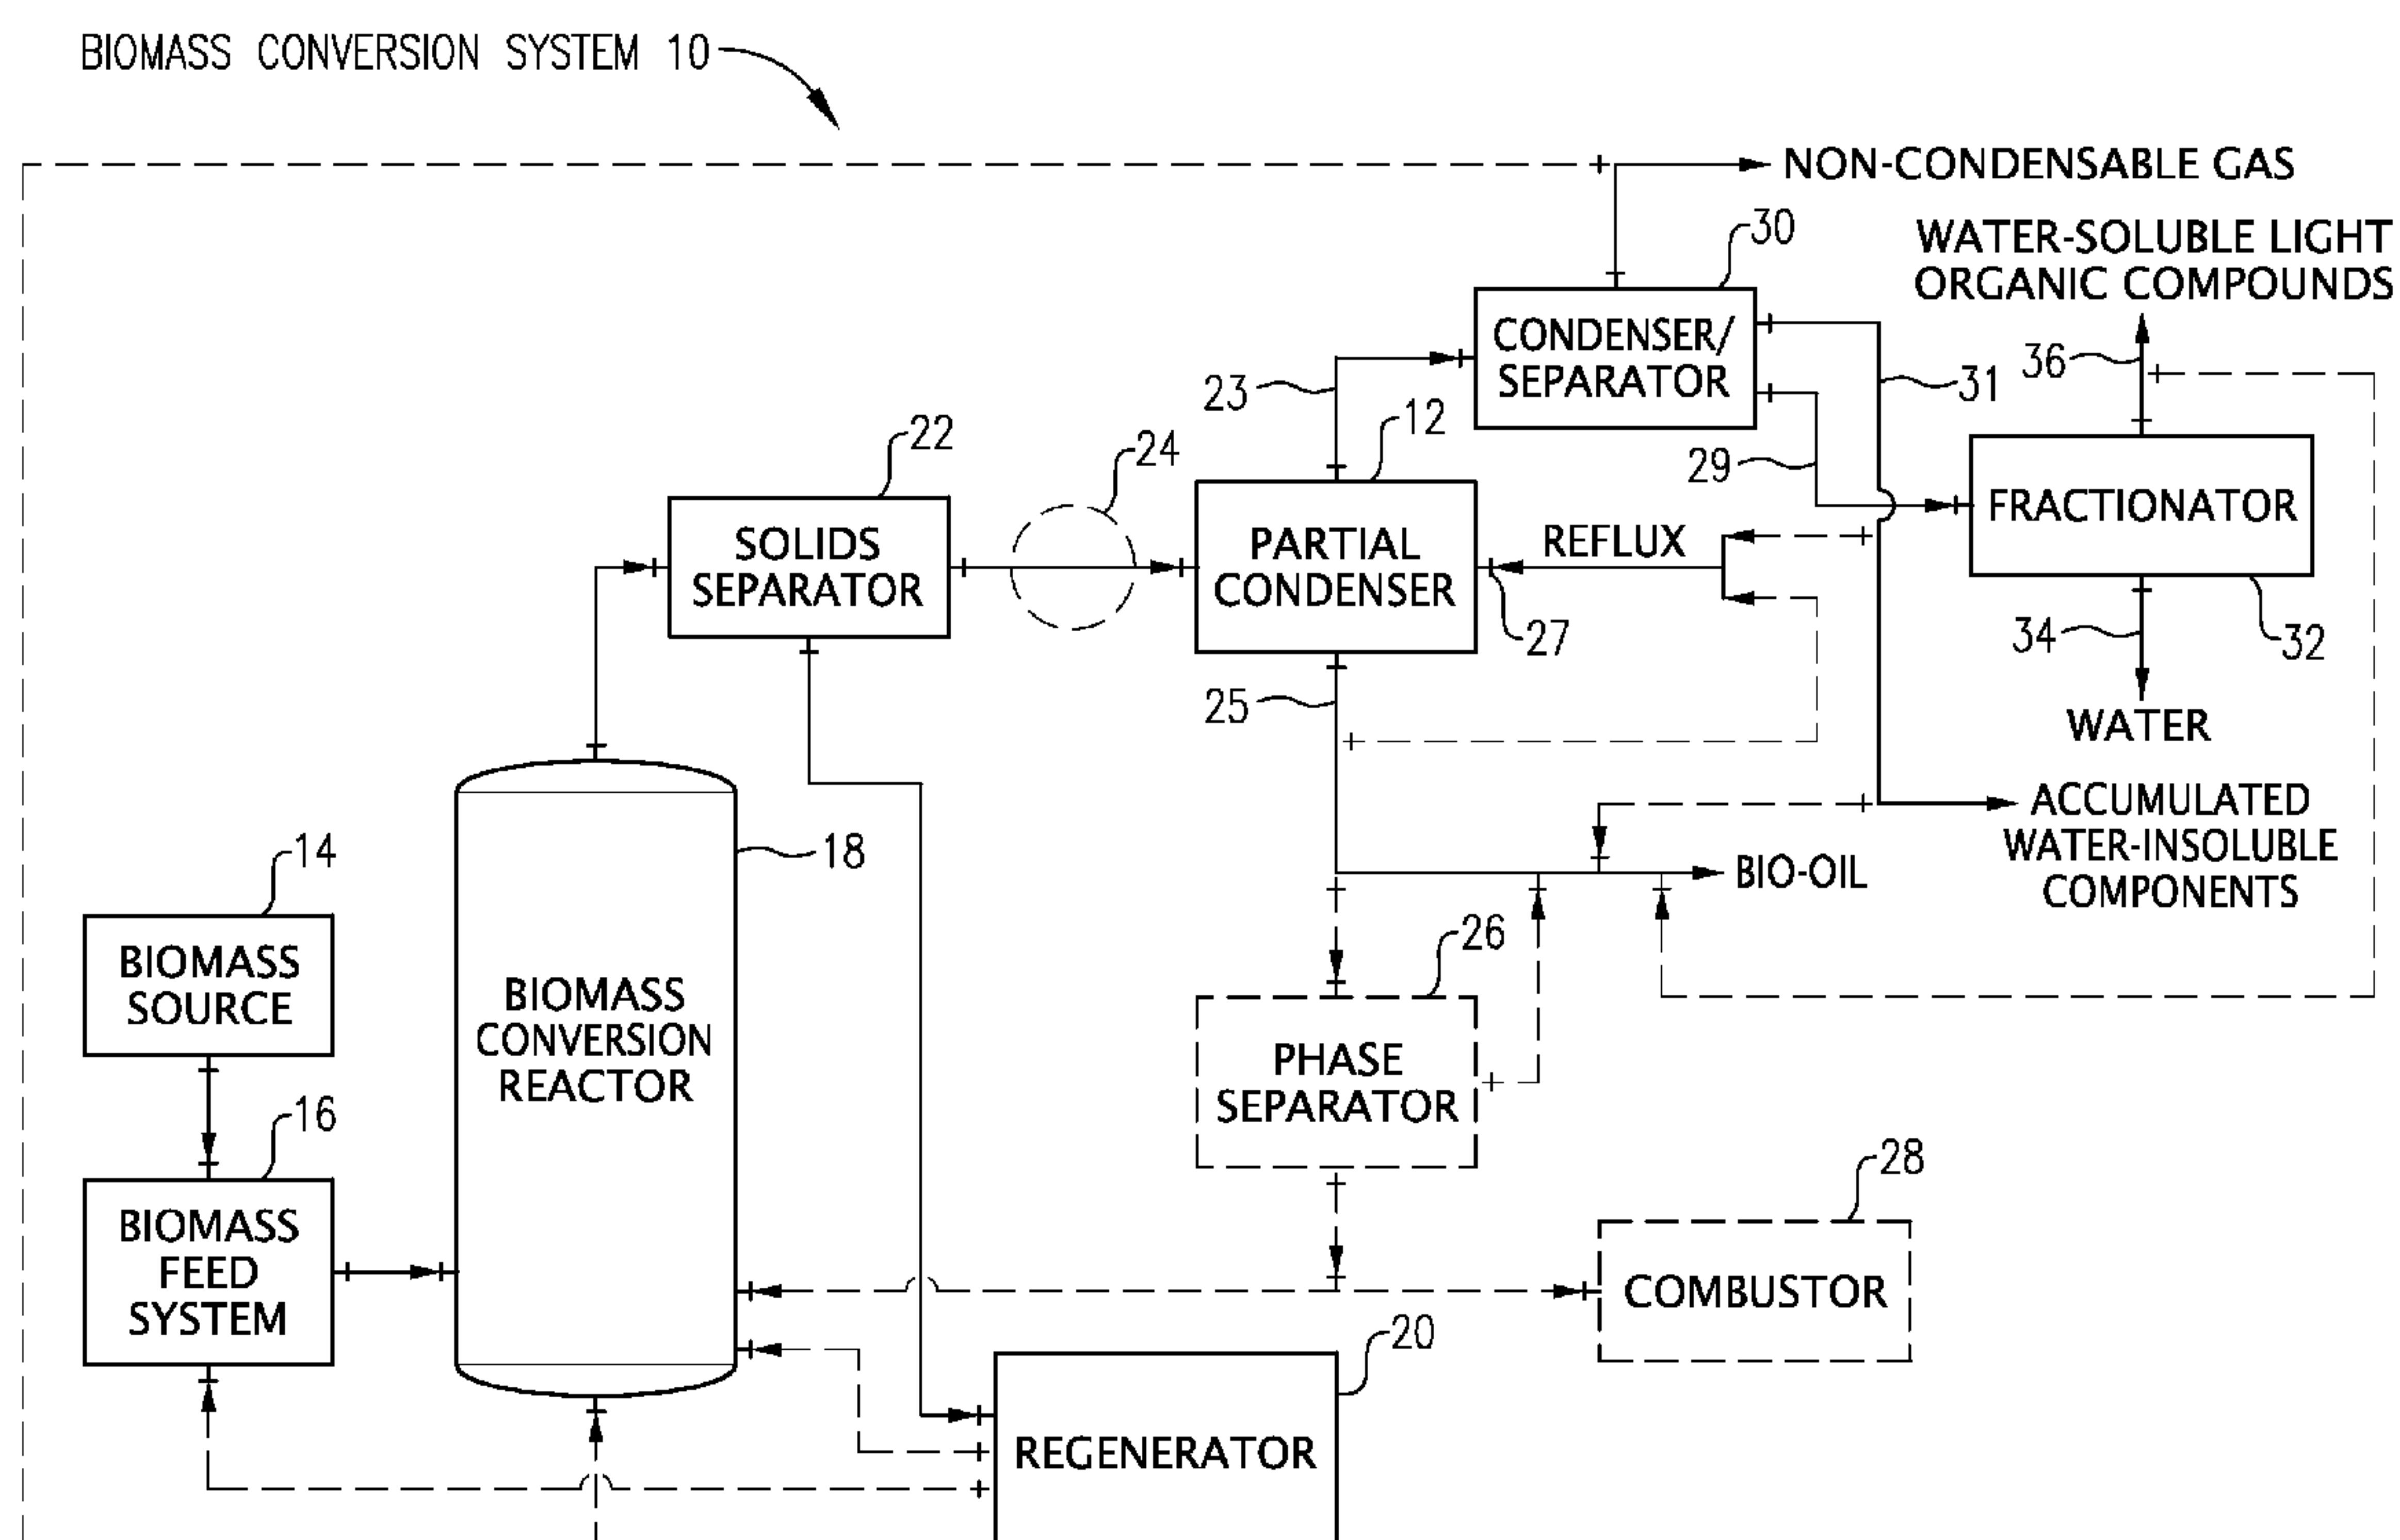 BIOMASS CONVERSION SYSTEM 10
NON-CONDENSABLE GAS
30
WATER-SOLUBLE LIGHT
ORGANIC COMPOUNDS
CONDENSER/
SEPARATOR
36
31
23
12
22
24
29
FRACTIONATOR
SOLIDS
SEPARATOR
PARTIAL
CONDENSER
REFLUX
27
34
32
25
WATER
ACCUMULATED
WATER-INSOLUBLE
COMPONENTS
14
18
BIO-OIL
26
BIOMASS
SOURCE
BIOMASS
CONVERSION
REACTOR
PHASE
SEPARATOR
16
28
BIOMASS
FEED
SYSTEM
COMBUSTOR
20
REGENERATOR